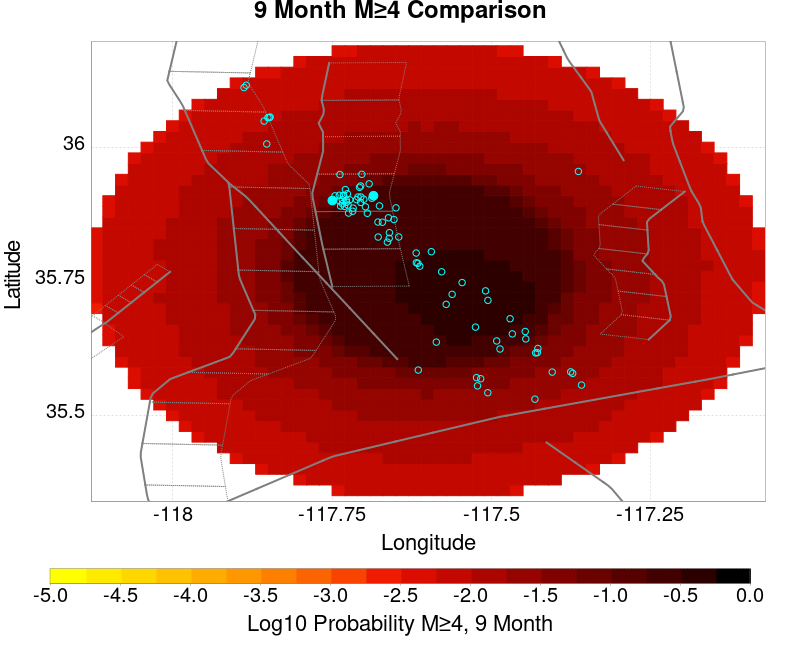 9 Month M≥4 Comparison
36
35.75
35.5
Latitude
-118 -117.75 -117.5 -117.25
Longitude
-5.0 -4.5 -4.0 -3.5 -3.0 -2.5 -2.0 -1.5 -1.0 -0.5 0.0
Log10 Probability M≥4, 9 Month